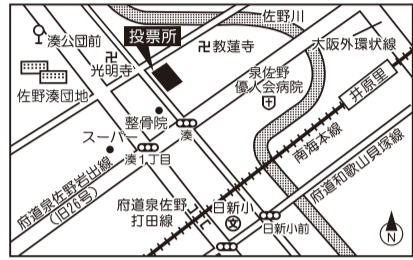 湊公団前
投票所
佐野川
卍教蓮寺
大阪外環状線
卍
光明寺
佐野湊団地
泉佐野
優人会病院
井原里
整骨院
湊
スーパー
湊1丁目
南海本線
府道和歌山貝塚線
府道泉佐野岩出線
(旧26号)
府道泉佐野
打田線
日新小
文
日新小前
N